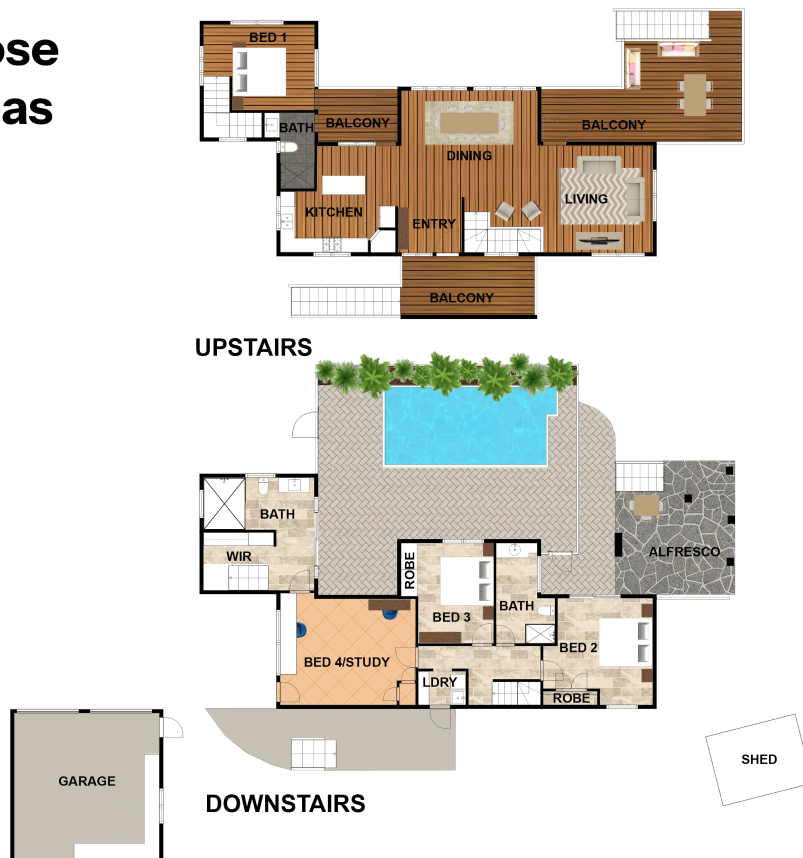 ose
as
BED 1
BATH
BALCONY
BALCONY
DINING
LIVING
KITCHEN
ENTRY
BALCONY
UPSTAIRS
BATH
WIR
ROBE
ALFRESCO
BED 3
BATH
BED 2
BED 4/STUDY
LDRY
ROBE
GARAGE
SHED
DOWNSTAIRS